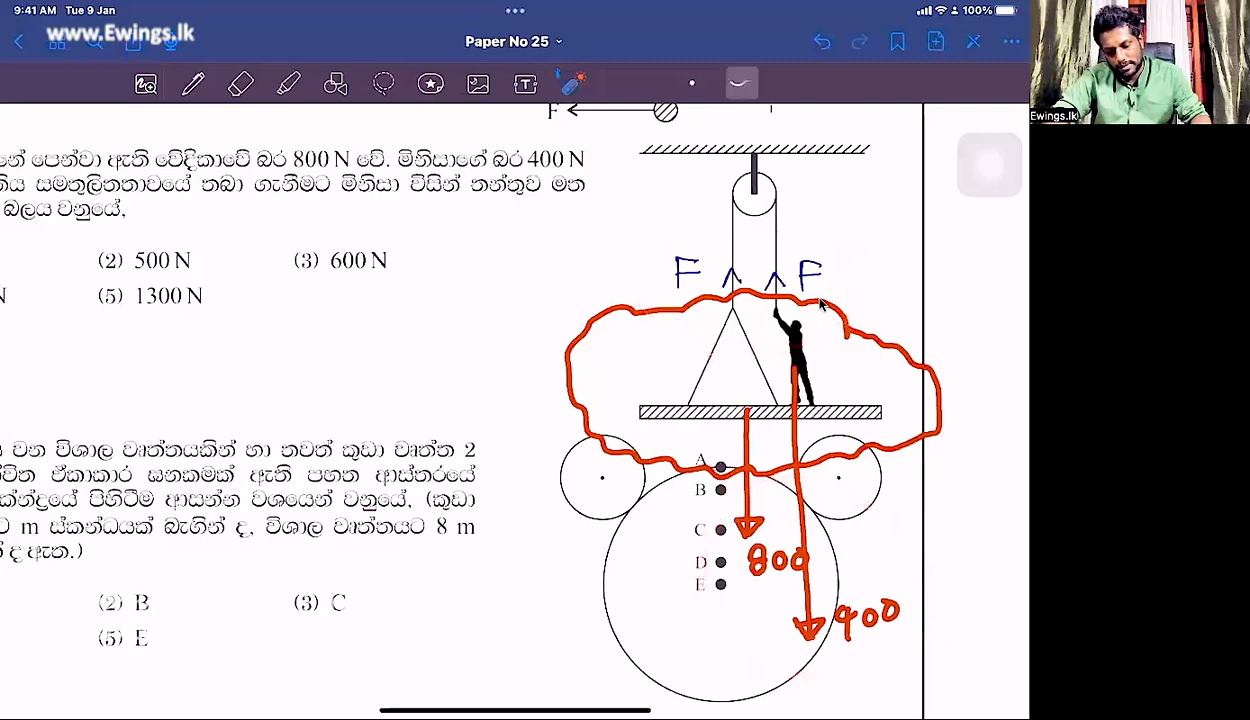 9:41 AM Tue 9 Jan
100%
www.Ewings.lk
Paper No 25
Ewings.lk
F
පෙන්වා ඇති වේදිකාවේ බර 800 N වේ. මිනිසාගේ බර 400 N
සමතුලිතතාවයේ තබා ගැනීමට මිනිසා විසින් තන්තුව මත
බලය වනුයේ,
(2) 500 N (3) 600 N
N (5) 1300 N
F F
වන විශාල වෘත්තයකින් හා තවත් කුඩා වෘත්ත 2
ඒකාකාර ඝනකමක් ඇති පහත ආස්තරයේ
කේන්ද්‍රයේ පිහිටීම ආසන්න වශයෙන් වනුයේ, (කුඩා
ට m ස්කන්ධයක් බැගින් ද, විශාල වෘත්තයට 8 m
ද ඇත.)
(2) B (3) C
(5) E
A
B
C
D
E
800
400